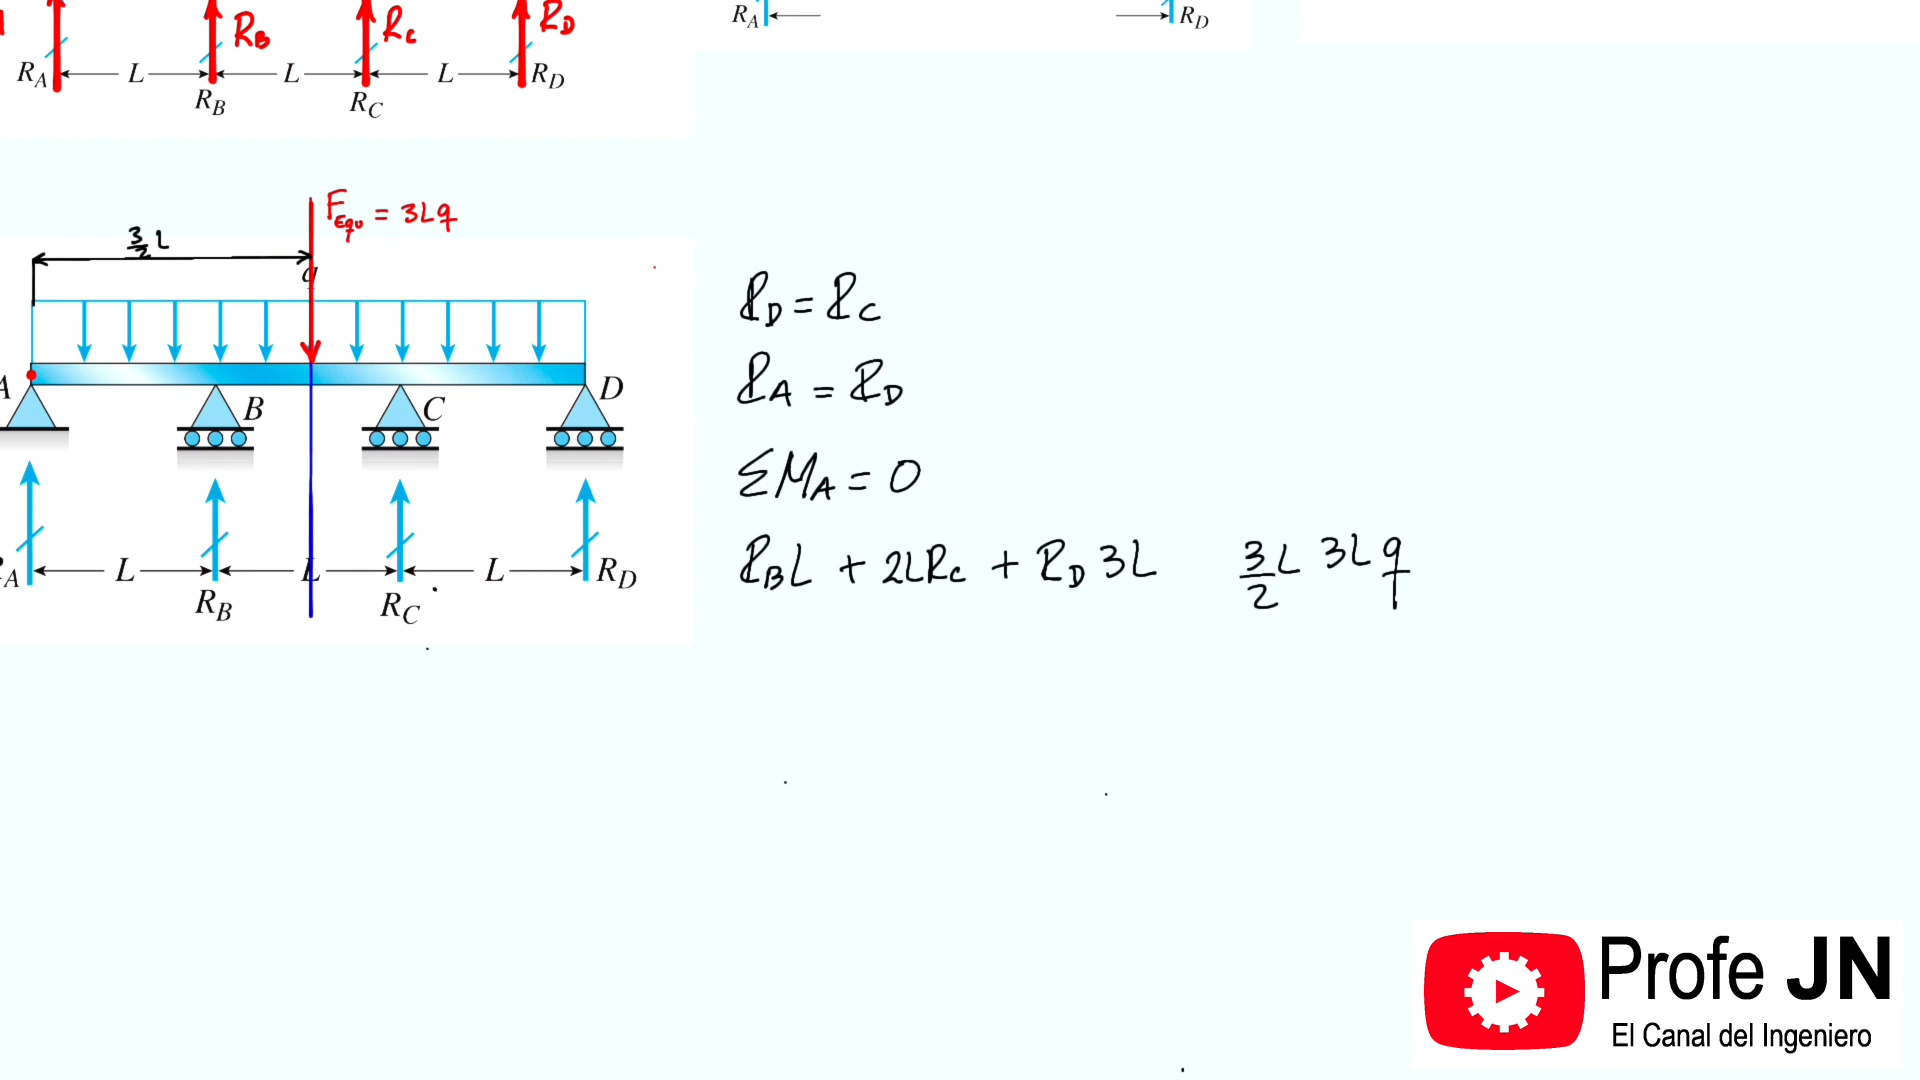 R_B R_C R_D
R_A L L L R_D
R_B R_C
R_A R_D
F_Equ = 3Lq
3/2 L
q
A B C D
L L L R_D
R_B R_C
R_D = R_C
R_A = R_D
ΣM_A = 0
R_B L + 2LR_C + R_D 3L 3/2 L 3Lq
Profe JN
El Canal del Ingeniero